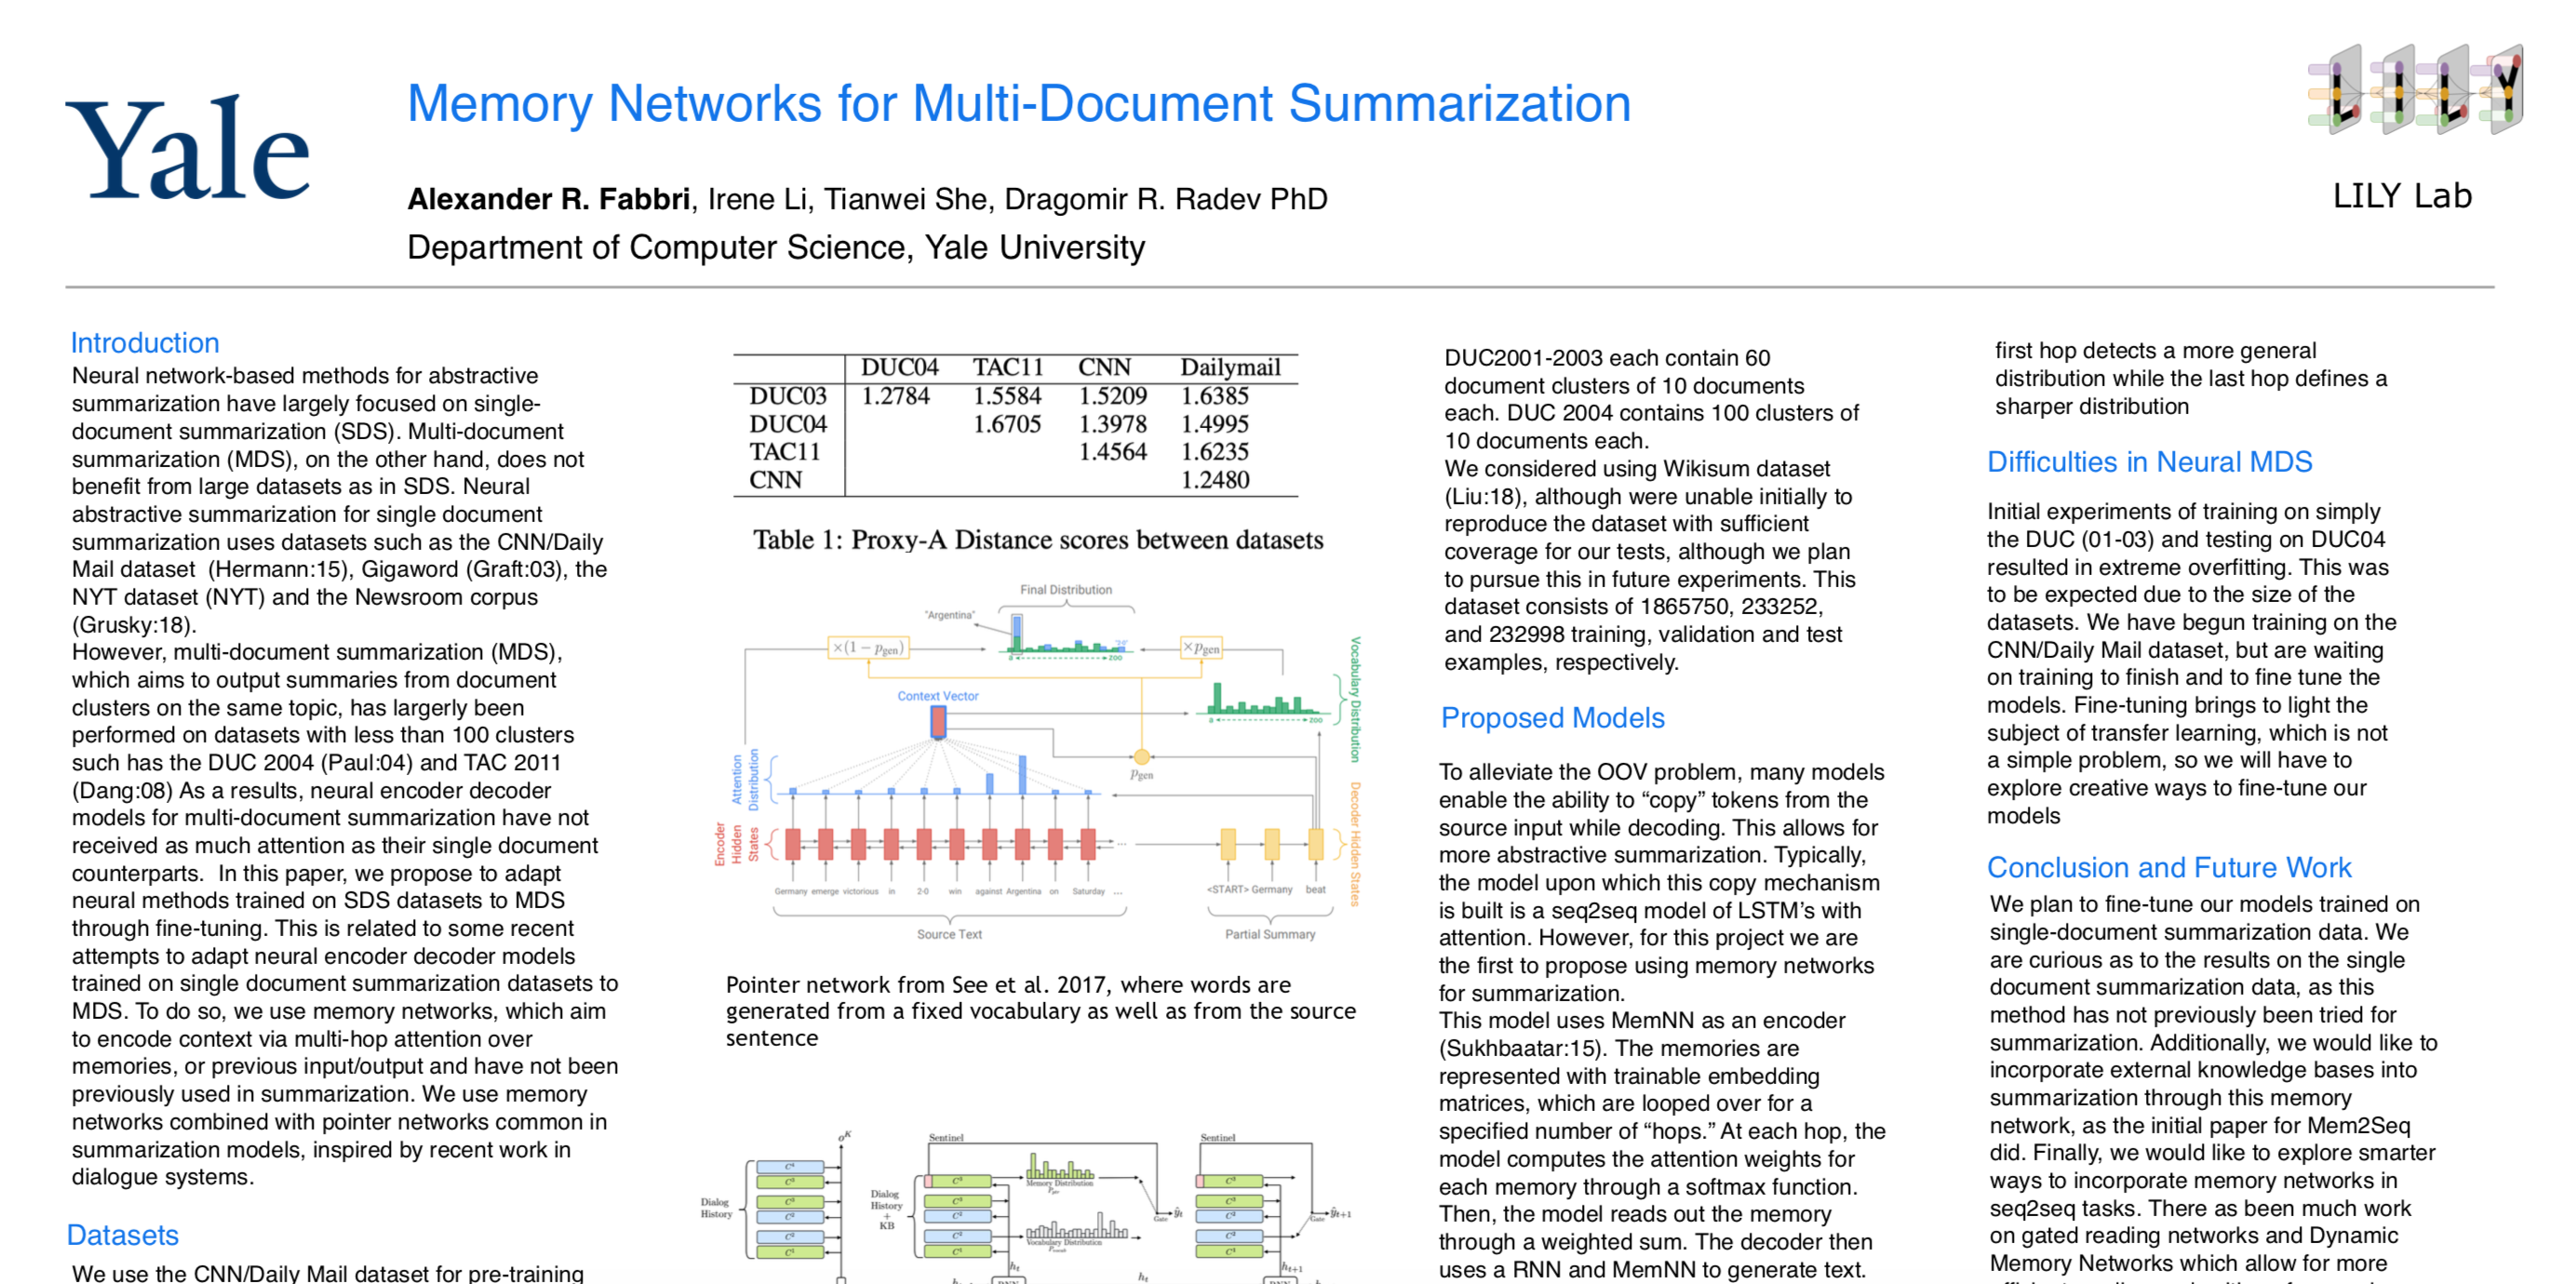 Yale
Memory Networks for Multi-Document Summarization
Alexander R. Fabbri, Irene Li, Tianwei She, Dragomir R. Radev PhD
Department of Computer Science, Yale University
LILY
LILY Lab
Introduction
Neural network-based methods for abstractive
summarization have largely focused on single-
document summarization (SDS). Multi-document
summarization (MDS), on the other hand, does not
benefit from large datasets as in SDS. Neural
abstractive summarization for single document
summarization uses datasets such as the CNN/Daily
Mail dataset (Hermann:15), Gigaword (Graft:03), the
NYT dataset (NYT) and the Newsroom corpus
(Grusky:18).
However, multi-document summarization (MDS),
which aims to output summaries from document
clusters on the same topic, has largerly been
performed on datasets with less than 100 clusters
such has the DUC 2004 (Paul:04) and TAC 2011
(Dang:08) As a results, neural encoder decoder
models for multi-document summarization have not
received as much attention as their single document
counterparts. In this paper, we propose to adapt
neural methods trained on SDS datasets to MDS
through fine-tuning. This is related to some recent
attempts to adapt neural encoder decoder models
trained on single document summarization datasets to
MDS. To do so, we use memory networks, which aim
to encode context via multi-hop attention over
memories, or previous input/output and have not been
previously used in summarization. We use memory
networks combined with pointer networks common in
summarization models, inspired by recent work in
dialogue systems.
Datasets
We use the CNN/Daily Mail dataset for pre-training
DUC04 TAC11 CNN Dailymail
DUC03 1.2784 1.5584 1.5209 1.6385
DUC04 1.6705 1.3978 1.4995
TAC11 1.4564 1.6235
CNN 1.2480
Table 1: Proxy-A Distance scores between datasets
Final Distribution
"Argentina"
×(1 − pgen)
"2-0"
×pgen
a zoo
Context Vector
a zoo
Vocabulary Distribution
Attention
Distribution
pgen
Encoder
Hidden
States
...
Decoder Hidden States
Germany emerge victorious in 2-0 win against Argentina on Saturday ...
<START> Germany beat
Source Text
Partial Summary
Pointer network from See et al. 2017, where words are
generated from a fixed vocabulary as well as from the source
sentence
oK
Sentinel
Sentinel
Dialog
History
Dialog
History
+
KB
Memory Distribution
Pptr
Vocabulary Distribution
Pvocab
Gate
ŷt
Gate
ŷt+1
C3
C2
C1
ht
ht
ht+1
DUC2001-2003 each contain 60
document clusters of 10 documents
each. DUC 2004 contains 100 clusters of
10 documents each.
We considered using Wikisum dataset
(Liu:18), although were unable initially to
reproduce the dataset with sufficient
coverage for our tests, although we plan
to pursue this in future experiments. This
dataset consists of 1865750, 233252,
and 232998 training, validation and test
examples, respectively.
Proposed Models
To alleviate the OOV problem, many models
enable the ability to “copy” tokens from the
source input while decoding. This allows for
more abstractive summarization. Typically,
the model upon which this copy mechanism
is built is a seq2seq model of LSTM’s with
attention. However, for this project we are
the first to propose using memory networks
for summarization.
This model uses MemNN as an encoder
(Sukhbaatar:15). The memories are
represented with trainable embedding
matrices, which are looped over for a
specified number of “hops.” At each hop, the
model computes the attention weights for
each memory through a softmax function.
Then, the model reads out the memory
through a weighted sum. The decoder then
uses a RNN and MemNN to generate text.
first hop detects a more general
distribution while the last hop defines a
sharper distribution
Difficulties in Neural MDS
Initial experiments of training on simply
the DUC (01-03) and testing on DUC04
resulted in extreme overfitting. This was
to be expected due to the size of the
datasets. We have begun training on the
CNN/Daily Mail dataset, but are waiting
on training to finish and to fine tune the
models. Fine-tuning brings to light the
subject of transfer learning, which is not
a simple problem, so we will have to
explore creative ways to fine-tune our
models
Conclusion and Future Work
We plan to fine-tune our models trained on
single-document summarization data. We
are curious as to the results on the single
document summarization data, as this
method has not previously been tried for
summarization. Additionally, we would like to
incorporate external knowledge bases into
summarization through this memory
network, as the initial paper for Mem2Seq
did. Finally, we would like to explore smarter
ways to incorporate memory networks in
seq2seq tasks. There as been much work
on gated reading networks and Dynamic
Memory Networks which allow for more